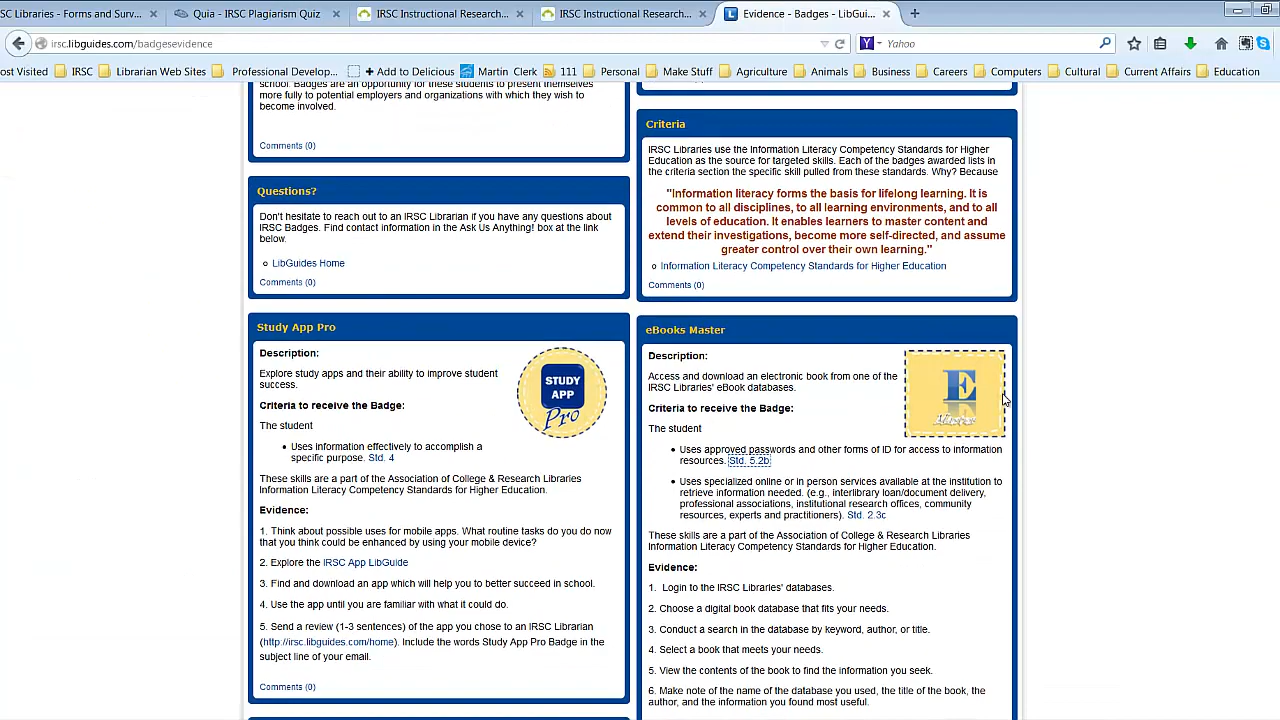 SC Libraries - Forms and Surv...
Quia - IRSC Plagiarism Quiz
IRSC Instructional Research...
IRSC Instructional Research...
Evidence - Badges - LibGui...
irsc.libguides.com/badgesevidence
Yahoo
ost Visited
IRSC
Librarian Web Sites
Professional Develop...
Add to Delicious
Martin Clerk
111
Personal
Make Stuff
Agriculture
Animals
Business
Careers
Computers
Cultural
Current Affairs
Education
school. Badges are an opportunity for these students to present themselves
more fully to potential employers and organizations with which they wish to
become involved.
Comments (0)
Questions?
Don't hesitate to reach out to an IRSC Librarian if you have any questions about
IRSC Badges. Find contact information in the Ask Us Anything! box at the link
below.
LibGuides Home
Comments (0)
Study App Pro
Description:
Explore study apps and their ability to improve student
success.
Criteria to receive the Badge:
The student
Uses information effectively to accomplish a
specific purpose. Std. 4
These skills are a part of the Association of College & Research Libraries
Information Literacy Competency Standards for Higher Education.
Evidence:
1. Think about possible uses for mobile apps. What routine tasks do you do now
that you think could be enhanced by using your mobile device?
2. Explore the IRSC App LibGuide
3. Find and download an app which will help you to better succeed in school.
4. Use the app until you are familiar with what it could do.
5. Send a review (1-3 sentences) of the app you chose to an IRSC Librarian
(http://irsc.libguides.com/home). Include the words Study App Pro Badge in the
subject line of your email.
Comments (0)
STUDY
APP
Pro
Criteria
IRSC Libraries use the Information Literacy Competency Standards for Higher
Education as the source for targeted skills. Each of the badges awarded lists in
the criteria section the specific skill pulled from these standards. Why? Because
"Information literacy forms the basis for lifelong learning. It is
common to all disciplines, to all learning environments, and to all
levels of education. It enables learners to master content and
extend their investigations, become more self-directed, and assume
greater control over their own learning."
Information Literacy Competency Standards for Higher Education
Comments (0)
eBooks Master
Description:
Access and download an electronic book from one of the
IRSC Libraries' eBook databases.
Criteria to receive the Badge:
The student
Uses approved passwords and other forms of ID for access to information
resources. Std. 5.2b
Uses specialized online or in person services available at the institution to
retrieve information needed. (e.g., interlibrary loan/document delivery,
professional associations, institutional research offices, community
resources, experts and practitioners). Std. 2.3c
These skills are a part of the Association of College & Research Libraries
Information Literacy Competency Standards for Higher Education.
Evidence:
1. Login to the IRSC Libraries' databases.
2. Choose a digital book database that fits your needs.
3. Conduct a search in the database by keyword, author, or title.
4. Select a book that meets your needs.
5. View the contents of the book to find the information you seek.
6. Make note of the name of the database you used, the title of the book, the
author, and the information you found most useful.
E
Master